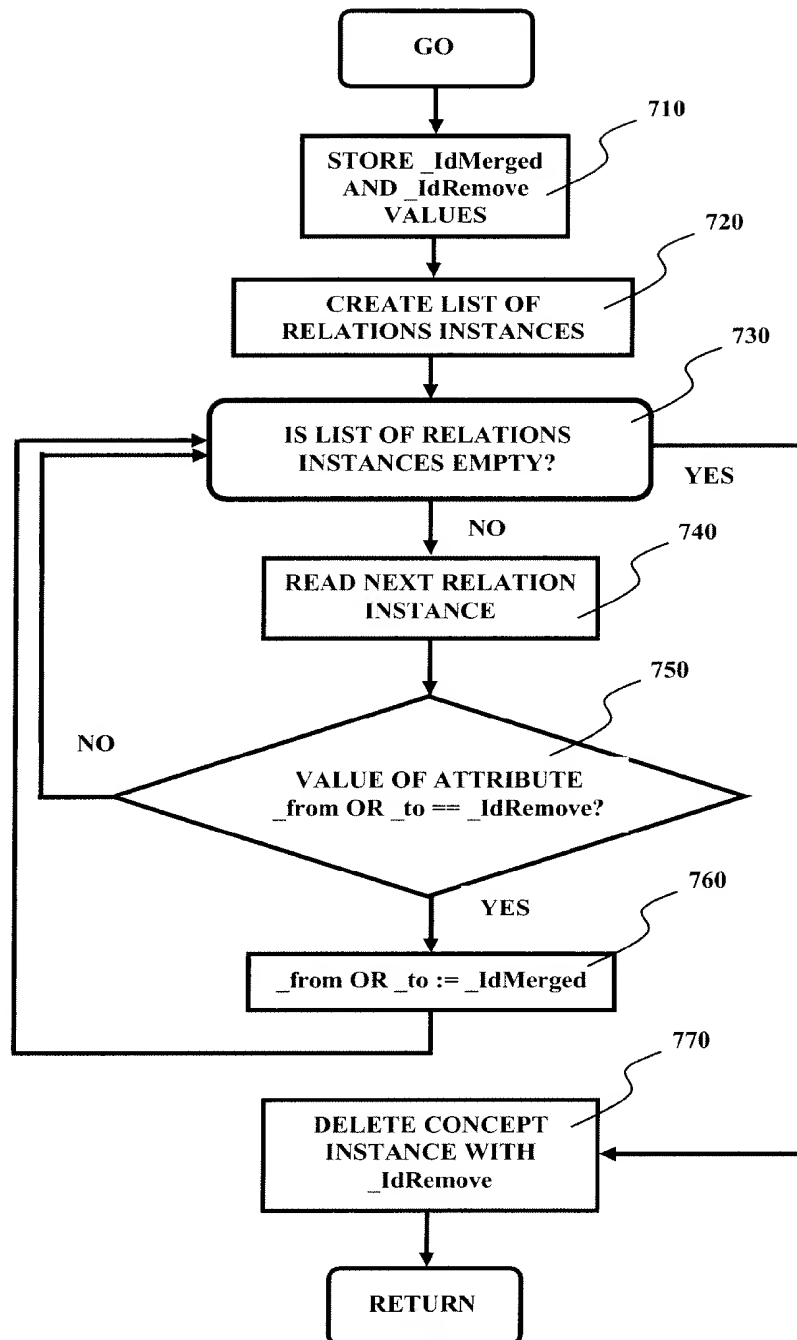 GO
710
STORE _IdMerged
AND _IdRemove
VALUES
720
CREATE LIST OF
RELATIONS INSTANCES
730
IS LIST OF RELATIONS
INSTANCES EMPTY?
YES
NO
740
READ NEXT RELATION
INSTANCE
750
NO
VALUE OF ATTRIBUTE
_from OR _to == _IdRemove?
YES
760
_from OR _to := _IdMerged
770
DELETE CONCEPT
INSTANCE WITH
_IdRemove
RETURN